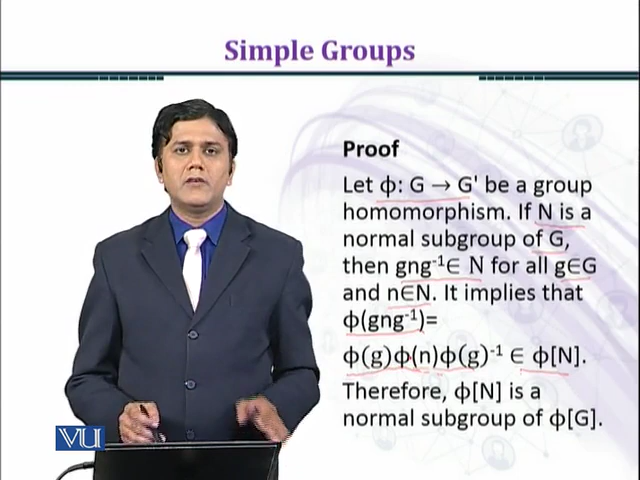 Simple Groups
Proof
Let ϕ: G → G' be a group
homomorphism. If N is a
normal subgroup of G,
then gng⁻¹∈ N for all g∈G
and n∈N. It implies that
ϕ(gng⁻¹)=
ϕ(g)ϕ(n)ϕ(g)⁻¹ ∈ ϕ[N].
Therefore, ϕ[N] is a
normal subgroup of ϕ[G].
VU